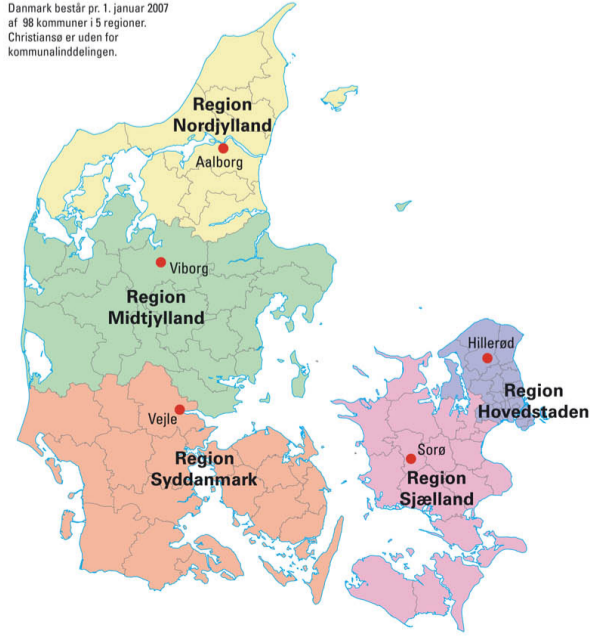 Danmark består pr. 1. januar 2007
af 98 kommuner i 5 regioner.
Christiansø er uden for
kommunalinddelingen.
Region
Nordjylland
Aalborg
Viborg
Region
Midtjylland
Hillerød
Region
Hovedstaden
Vejle
Region
Syddanmark
Sorø
Region
Sjælland